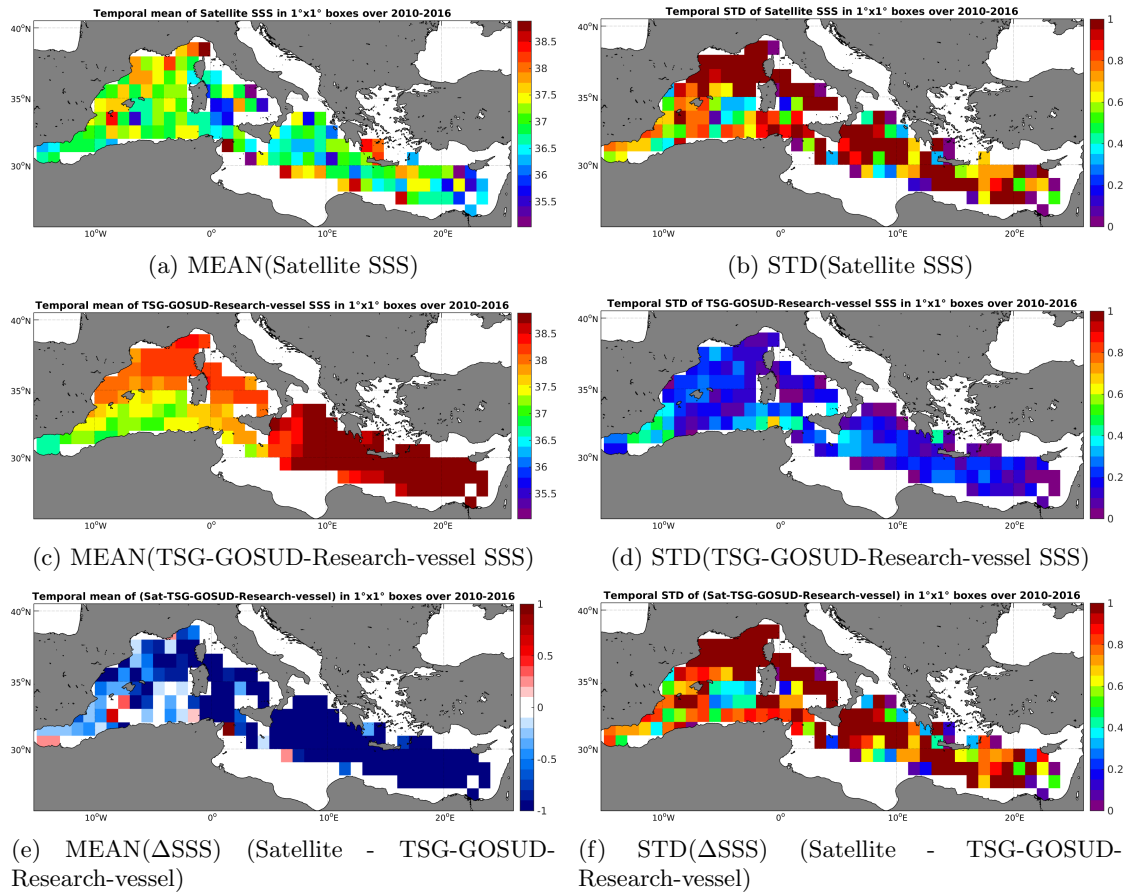 Temporal mean of Satellite SSS in 1°x1° boxes over 2010-2016
40°N
35°N
30°N
10°W
0°
10°E
20°E
38.5
38
37.5
37
36.5
36
35.5
(a) MEAN(Satellite SSS)
Temporal STD of Satellite SSS in 1°x1° boxes over 2010-2016
40°N
35°N
30°N
10°W
0°
10°E
20°E
1
0.8
0.6
0.4
0.2
0
(b) STD(Satellite SSS)
Temporal mean of TSG-GOSUD-Research-vessel SSS in 1°x1° boxes over 2010-2016
40°N
35°N
30°N
10°W
0°
10°E
20°E
38.5
38
37.5
37
36.5
36
35.5
(c) MEAN(TSG-GOSUD-Research-vessel SSS)
Temporal STD of TSG-GOSUD-Research-vessel SSS in 1°x1° boxes over 2010-2016
40°N
35°N
30°N
10°W
0°
10°E
20°E
1
0.8
0.6
0.4
0.2
0
(d) STD(TSG-GOSUD-Research-vessel SSS)
Temporal mean of (Sat-TSG-GOSUD-Research-vessel) in 1°x1° boxes over 2010-2016
40°N
35°N
30°N
10°W
0°
10°E
20°E
1
0.5
0
-0.5
-1
(e) MEAN(ΔSSS) (Satellite - TSG-GOSUD-
Research-vessel)
Temporal STD of (Sat-TSG-GOSUD-Research-vessel) in 1°x1° boxes over 2010-2016
40°N
35°N
30°N
10°W
0°
10°E
20°E
1
0.8
0.6
0.4
0.2
0
(f) STD(ΔSSS) (Satellite - TSG-GOSUD-
Research-vessel)